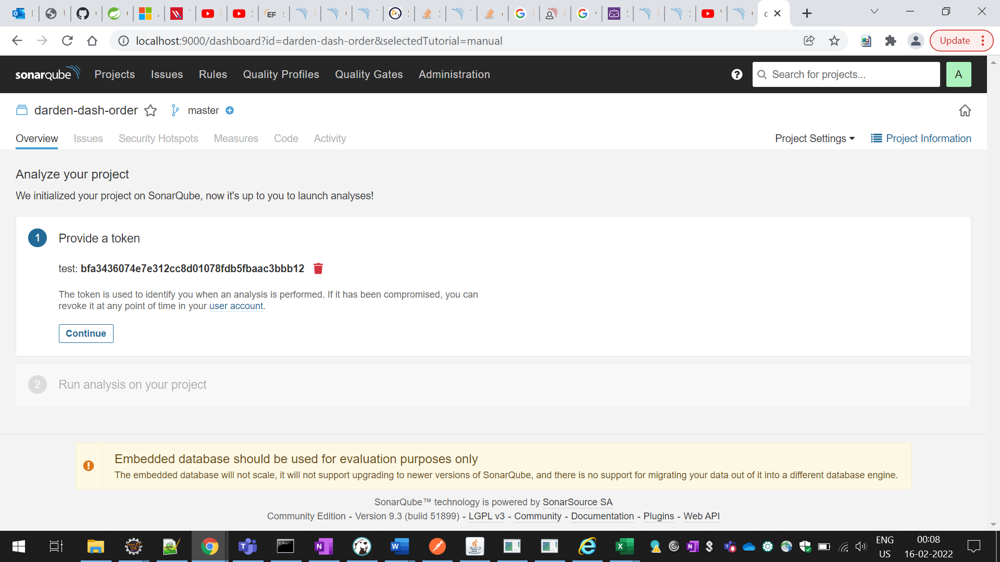 localhost:9000/dashboard?id=darden-dash-order&selectedTutorial=manual
Update
sonarqube
Projects
Issues
Rules
Quality Profiles
Quality Gates
Administration
Search for projects...
A
darden-dash-order
master
Overview
Issues
Security Hotspots
Measures
Code
Activity
Project Settings
Project Information
Analyze your project
We initialized your project on SonarQube, now it's up to you to launch analyses!
1
Provide a token
test: bfa3436074e7e312cc8d01078fdb5fbaac3bbb12
The token is used to identify you when an analysis is performed. If it has been compromised, you can
revoke it at any point of time in your user account.
Continue
2
Run analysis on your project
Embedded database should be used for evaluation purposes only
The embedded database will not scale, it will not support upgrading to newer versions of SonarQube, and there is no support for migrating your data out of it into a different database engine.
SonarQube™ technology is powered by SonarSource SA
Community Edition - Version 9.3 (build 51899) - LGPL v3 - Community - Documentation - Plugins - Web API
ENG
US
00:08
16-02-2022